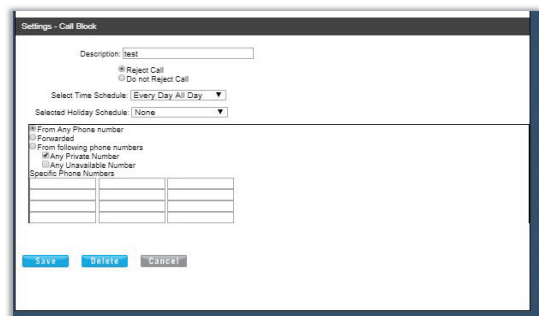 Settings - Call Block
Description: test
Reject Call
Do not Reject Call
Select Time Schedule: Every Day All Day
Selected Holiday Schedule: None
From Any Phone number
Forwarded
From following phone numbers
Any Private Number
Any Unavailable Number
Specific Phone Numbers
Save Delete Cancel